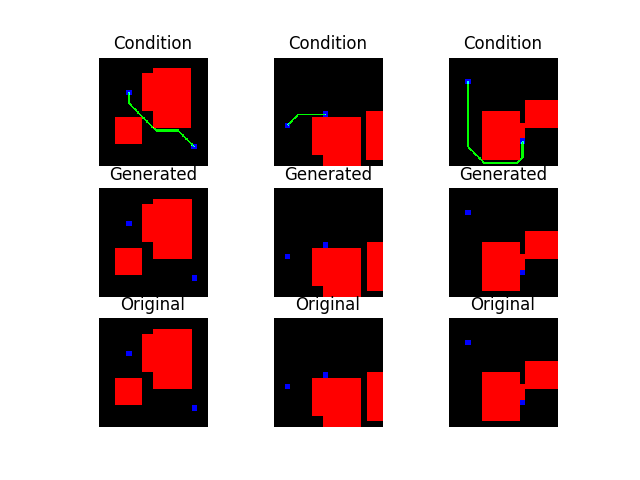 Condition Condition Condition
Generated Generated Generated
Original Original Original